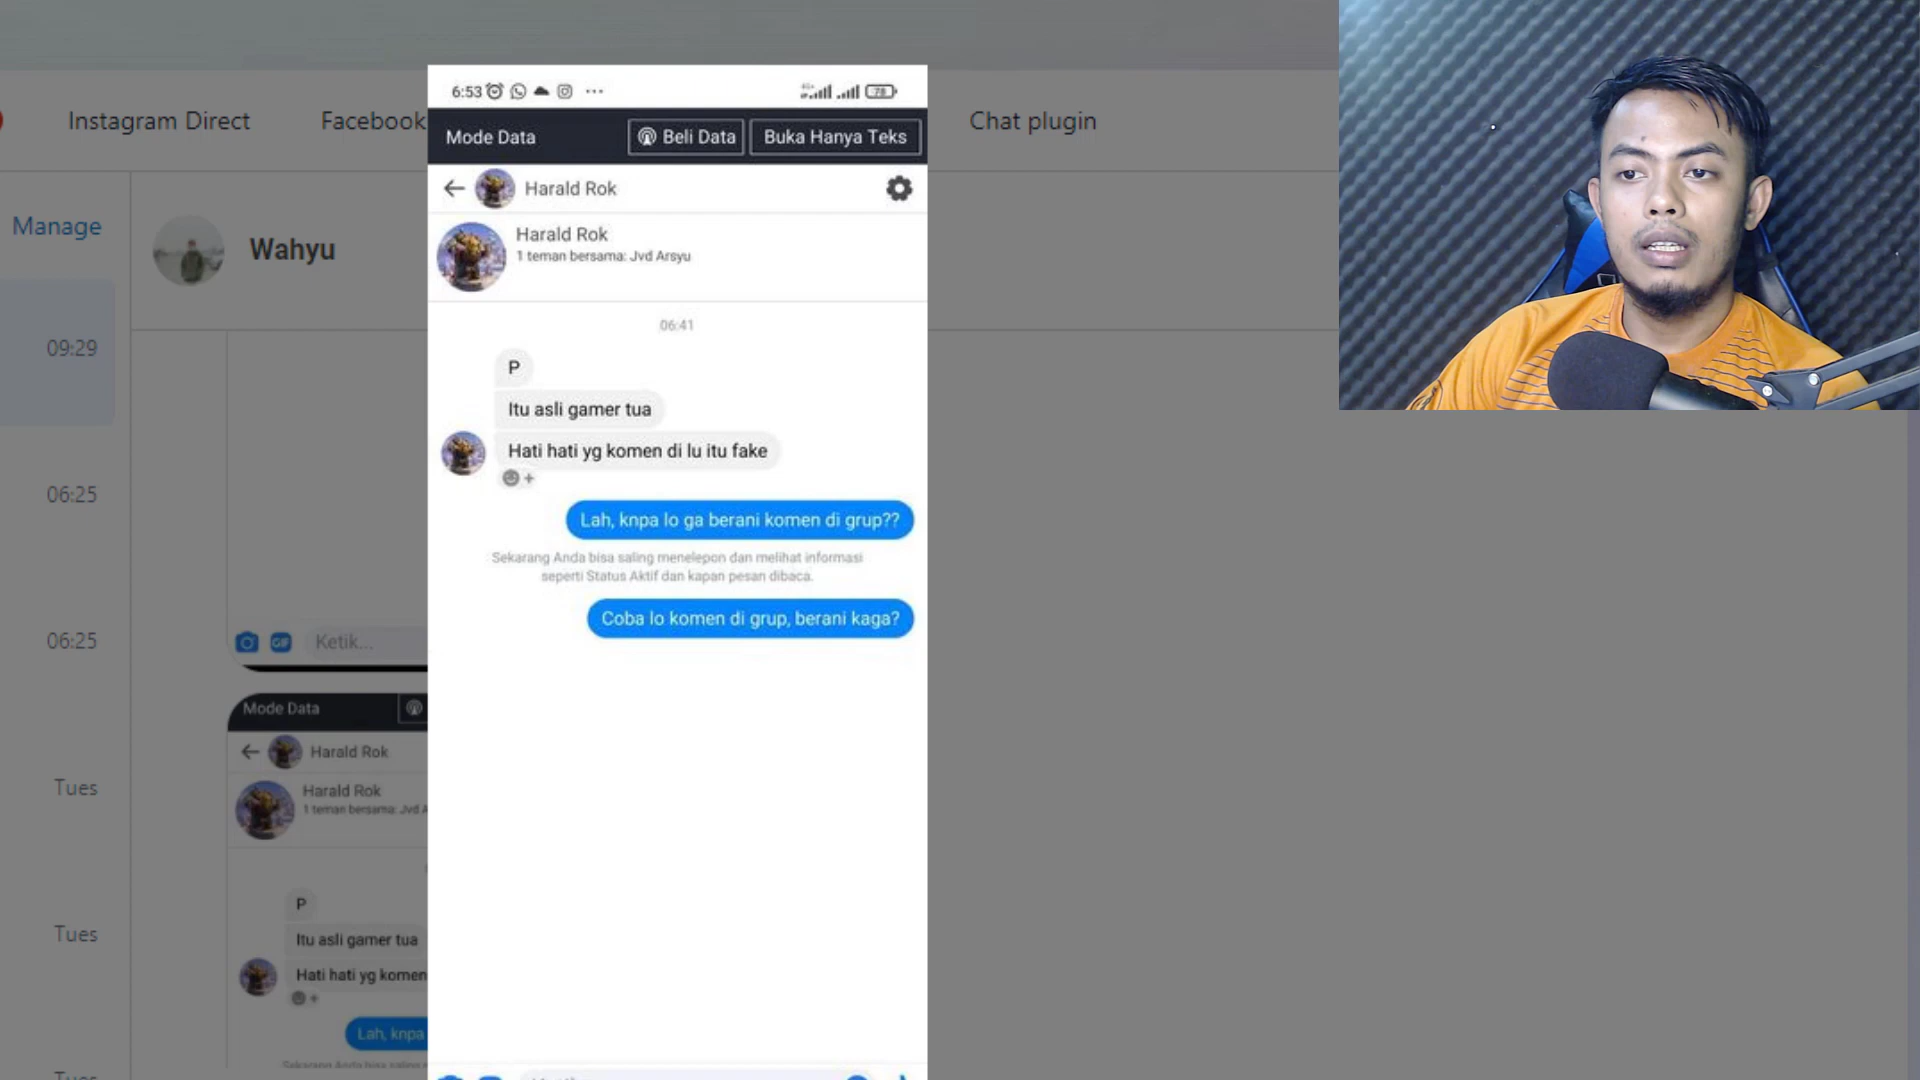 Instagram Direct
Facebook
Chat plugin
Manage
Wahyu
09:29
06:25
06:25
Tues
Tues
Ketik...
Mode Data
Harald Rok
Harald Rok
1 teman bersama: Jvd A
P
Itu asli gamer tua
Hati hati yg komen
Lah, knpa
6:53
78
Mode Data
Beli Data
Buka Hanya Teks
Harald Rok
Harald Rok
1 teman bersama: Jvd Arsyu
06:41
P
Itu asli gamer tua
Hati hati yg komen di lu itu fake
Lah, knpa lo ga berani komen di grup??
Sekarang Anda bisa saling menelepon dan melihat informasi
seperti Status Aktif dan kapan pesan dibaca.
Coba lo komen di grup, berani kaga?